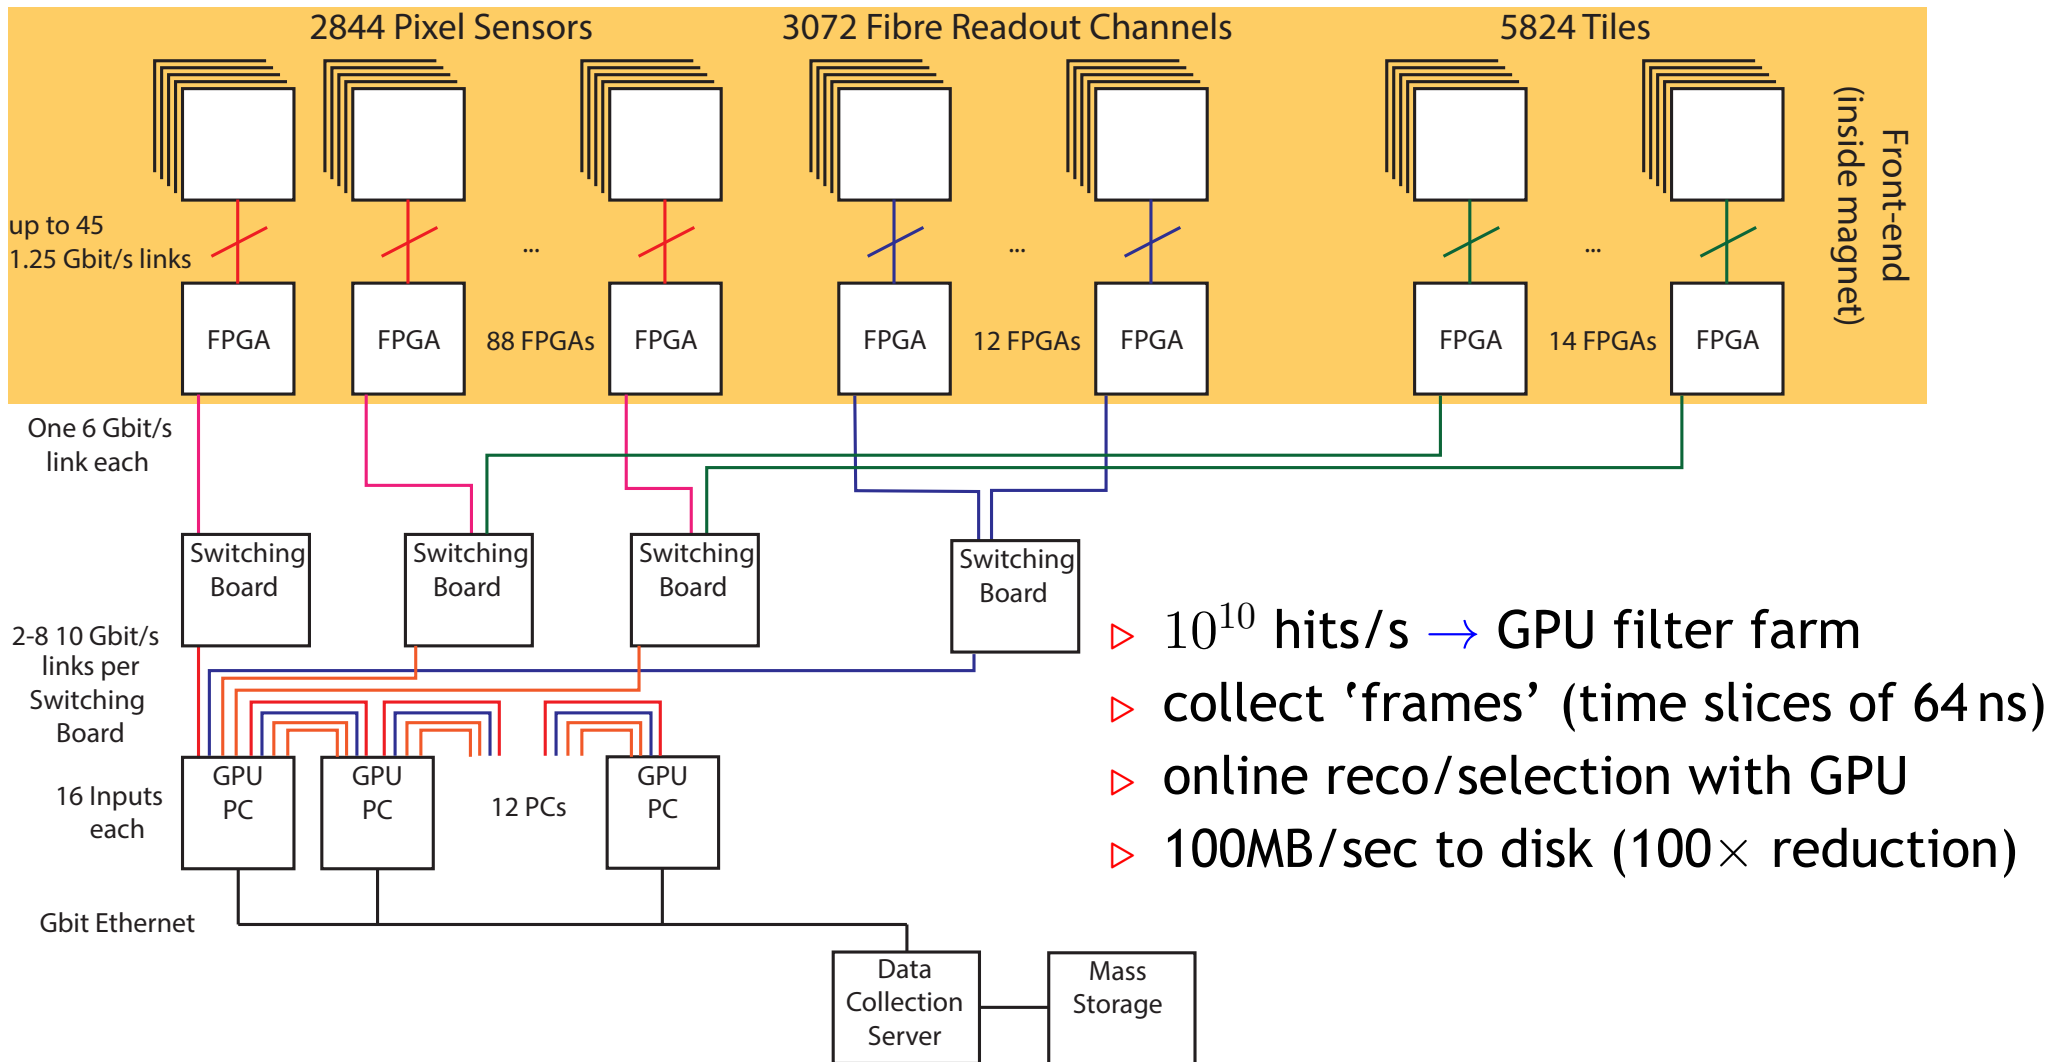 2844 Pixel Sensors
3072 Fibre Readout Channels
5824 Tiles
Front-end
(inside magnet)
up to 45
1.25 Gbit/s links
...
...
...
FPGA
FPGA
88 FPGAs
FPGA
FPGA
12 FPGAs
FPGA
FPGA
14 FPGAs
FPGA
One 6 Gbit/s
link each
Switching
Board
Switching
Board
Switching
Board
Switching
Board
2-8 10 Gbit/s
links per
Switching
Board
16 Inputs
each
GPU
PC
GPU
PC
12 PCs
GPU
PC
Gbit Ethernet
Data
Collection
Server
Mass
Storage
▷ 10¹⁰ hits/s → GPU filter farm
▷ collect ‘frames’ (time slices of 64 ns)
▷ online reco/selection with GPU
▷ 100MB/sec to disk (100× reduction)